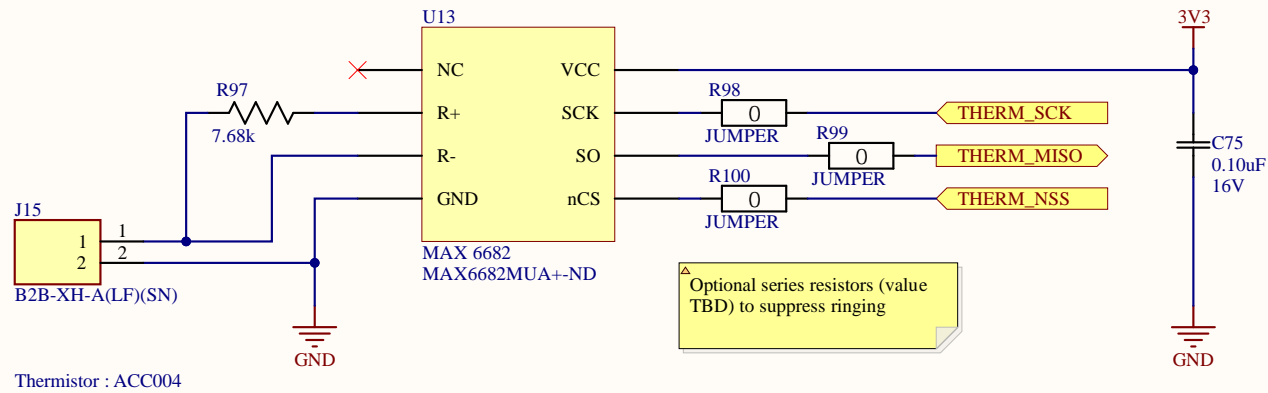 U13
3V3
NC
VCC
R97
7.68k
R+
SCK
R98
0
JUMPER
THERM_SCK
R-
SO
R99
0
JUMPER
THERM_MISO
C75
0.10uF
16V
GND
nCS
R100
0
JUMPER
THERM_NSS
J15
1
2
1
2
B2B-XH-A(LF)(SN)
MAX 6682
MAX6682MUA+-ND
Optional series resistors (value
TBD) to suppress ringing
GND
GND
Thermistor : ACC004